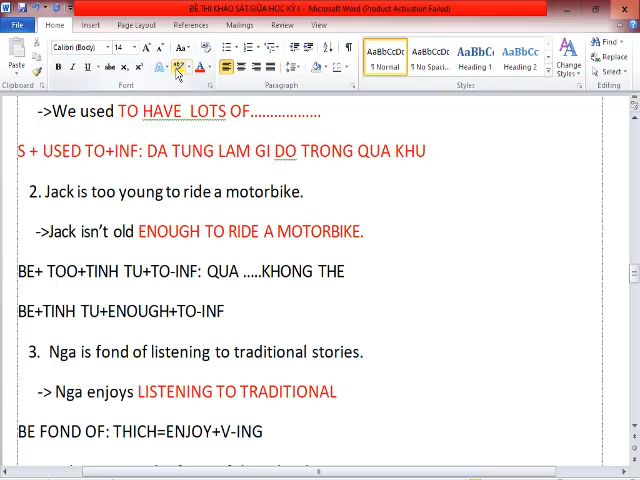 ĐỀ THI KHẢO SÁT GIỮA HỌC KỲ I - Microsoft Word (Product Activation Failed)
File Home Insert Page Layout References Mailings Review View
Calibri (Body) 14
Paste
Clipboard Font Paragraph Styles Editing
AaBbCcDc AaBbCcDc AaBbC AaBbCc
¶ Normal ¶ No Spaci... Heading 1 Heading 2
Change Styles
Find
Replace
Select
->We used TO HAVE LOTS OF..................
S + USED TO+INF: DA TUNG LAM GI DO TRONG QUA KHU
2. Jack is too young to ride a motorbike.
->Jack isn’t old ENOUGH TO RIDE A MOTORBIKE.
BE+ TOO+TINH TU+TO-INF: QUA .....KHONG THE
BE+TINH TU+ENOUGH+TO-INF
3. Nga is fond of listening to traditional stories.
-> Nga enjoys LISTENING TO TRADITIONAL
BE FOND OF: THICH=ENJOY+V-ING